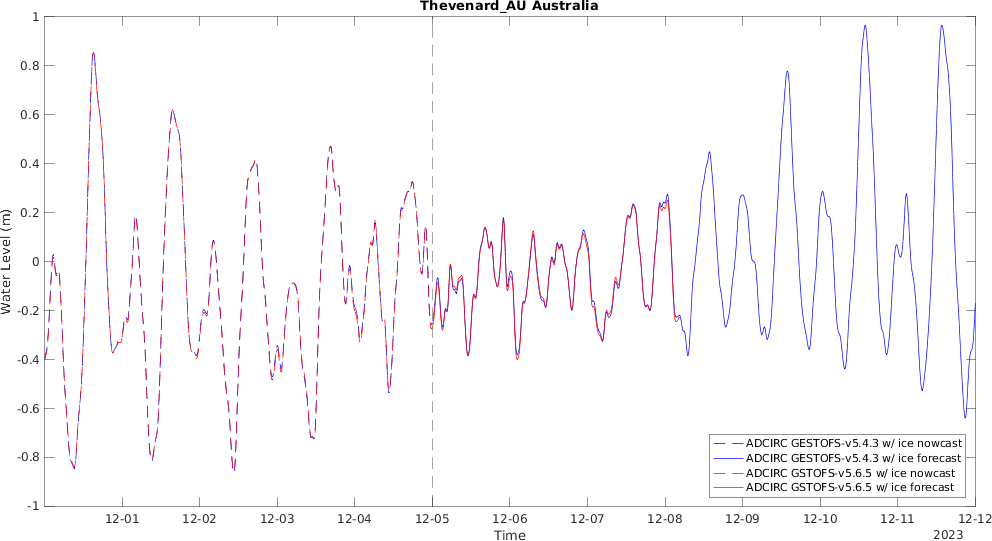 Thevenard_AU Australia
1
0.8
0.6
0.4
0.2
0
-0.2
-0.4
-0.6
-0.8
-1
Water Level (m)
12-01 12-02 12-03 12-04 12-05 12-06 12-07 12-08 12-09 12-10 12-11 12-12
Time
2023
ADCIRC GESTOFS-v5.4.3 w/ ice nowcast
ADCIRC GESTOFS-v5.4.3 w/ ice forecast
ADCIRC GSTOFS-v5.6.5 w/ ice nowcast
ADCIRC GSTOFS-v5.6.5 w/ ice forecast